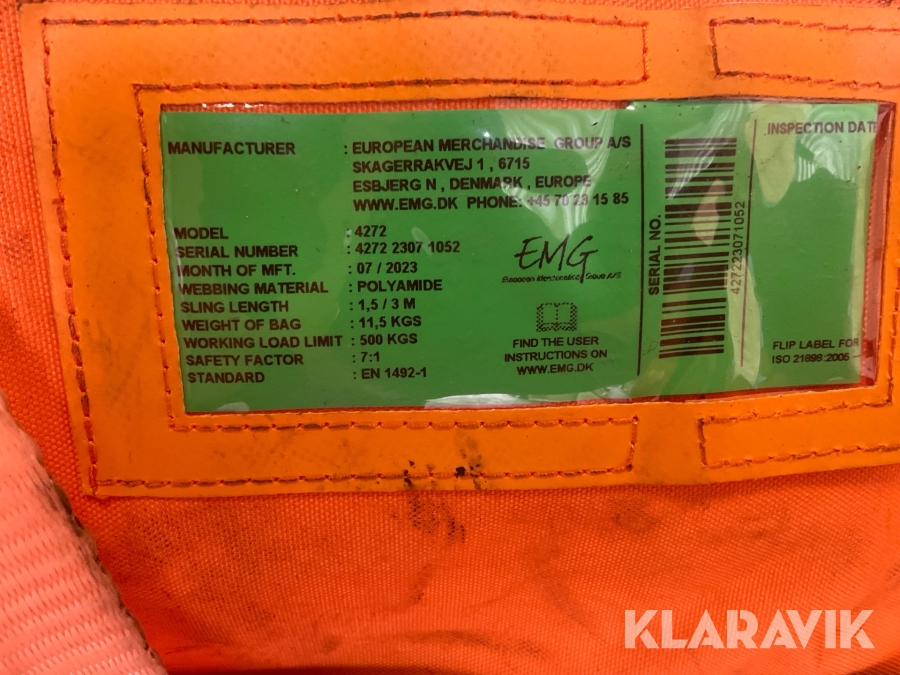 MANUFACTURER : EUROPEAN MERCHANDISE GROUP A/S
SKAGERRAKVEJ 1 , 6715
ESBJERG N , DENMARK , EUROPE
WWW.EMG.DK PHONE: +45 70 23 15 85
MODEL : 4272
SERIAL NUMBER : 4272 2307 1052
MONTH OF MFT. : 07 / 2023
WEBBING MATERIAL : POLYAMIDE
SLING LENGTH : 1,5 / 3 M
WEIGHT OF BAG : 11,5 KGS
WORKING LOAD LIMIT : 500 KGS
SAFETY FACTOR : 7:1
STANDARD : EN 1492-1
EMG
European Merchandise Group A/S
FIND THE USER
INSTRUCTIONS ON
WWW.EMG.DK
SERIAL NO.
427223071052
INSPECTION DAT
FLIP LABEL FOR
ISO 21898:2005
KLARAVIK